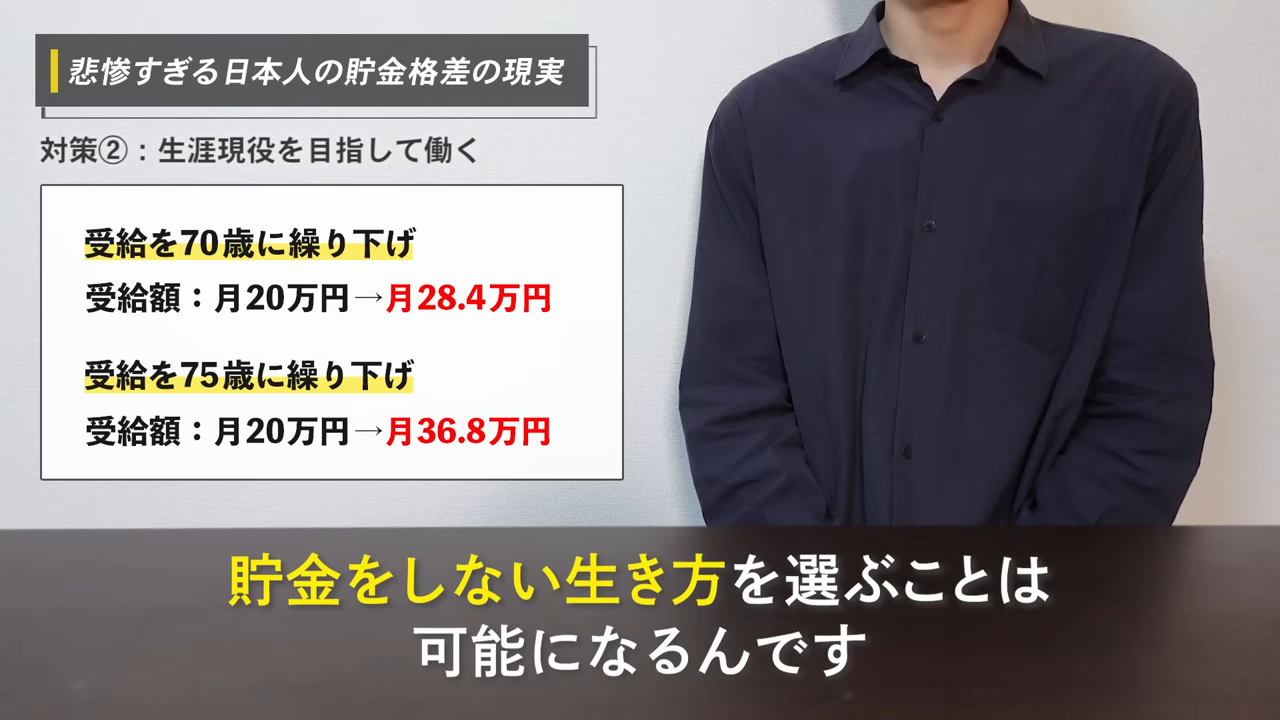 悲惨すぎる日本人の貯金格差の現実
対策②：生涯現役を目指して働く
受給を70歳に繰り下げ
受給額：月20万円→月28.4万円
受給を75歳に繰り下げ
受給額：月20万円→月36.8万円
貯金をしない生き方を選ぶことは
可能になるんです